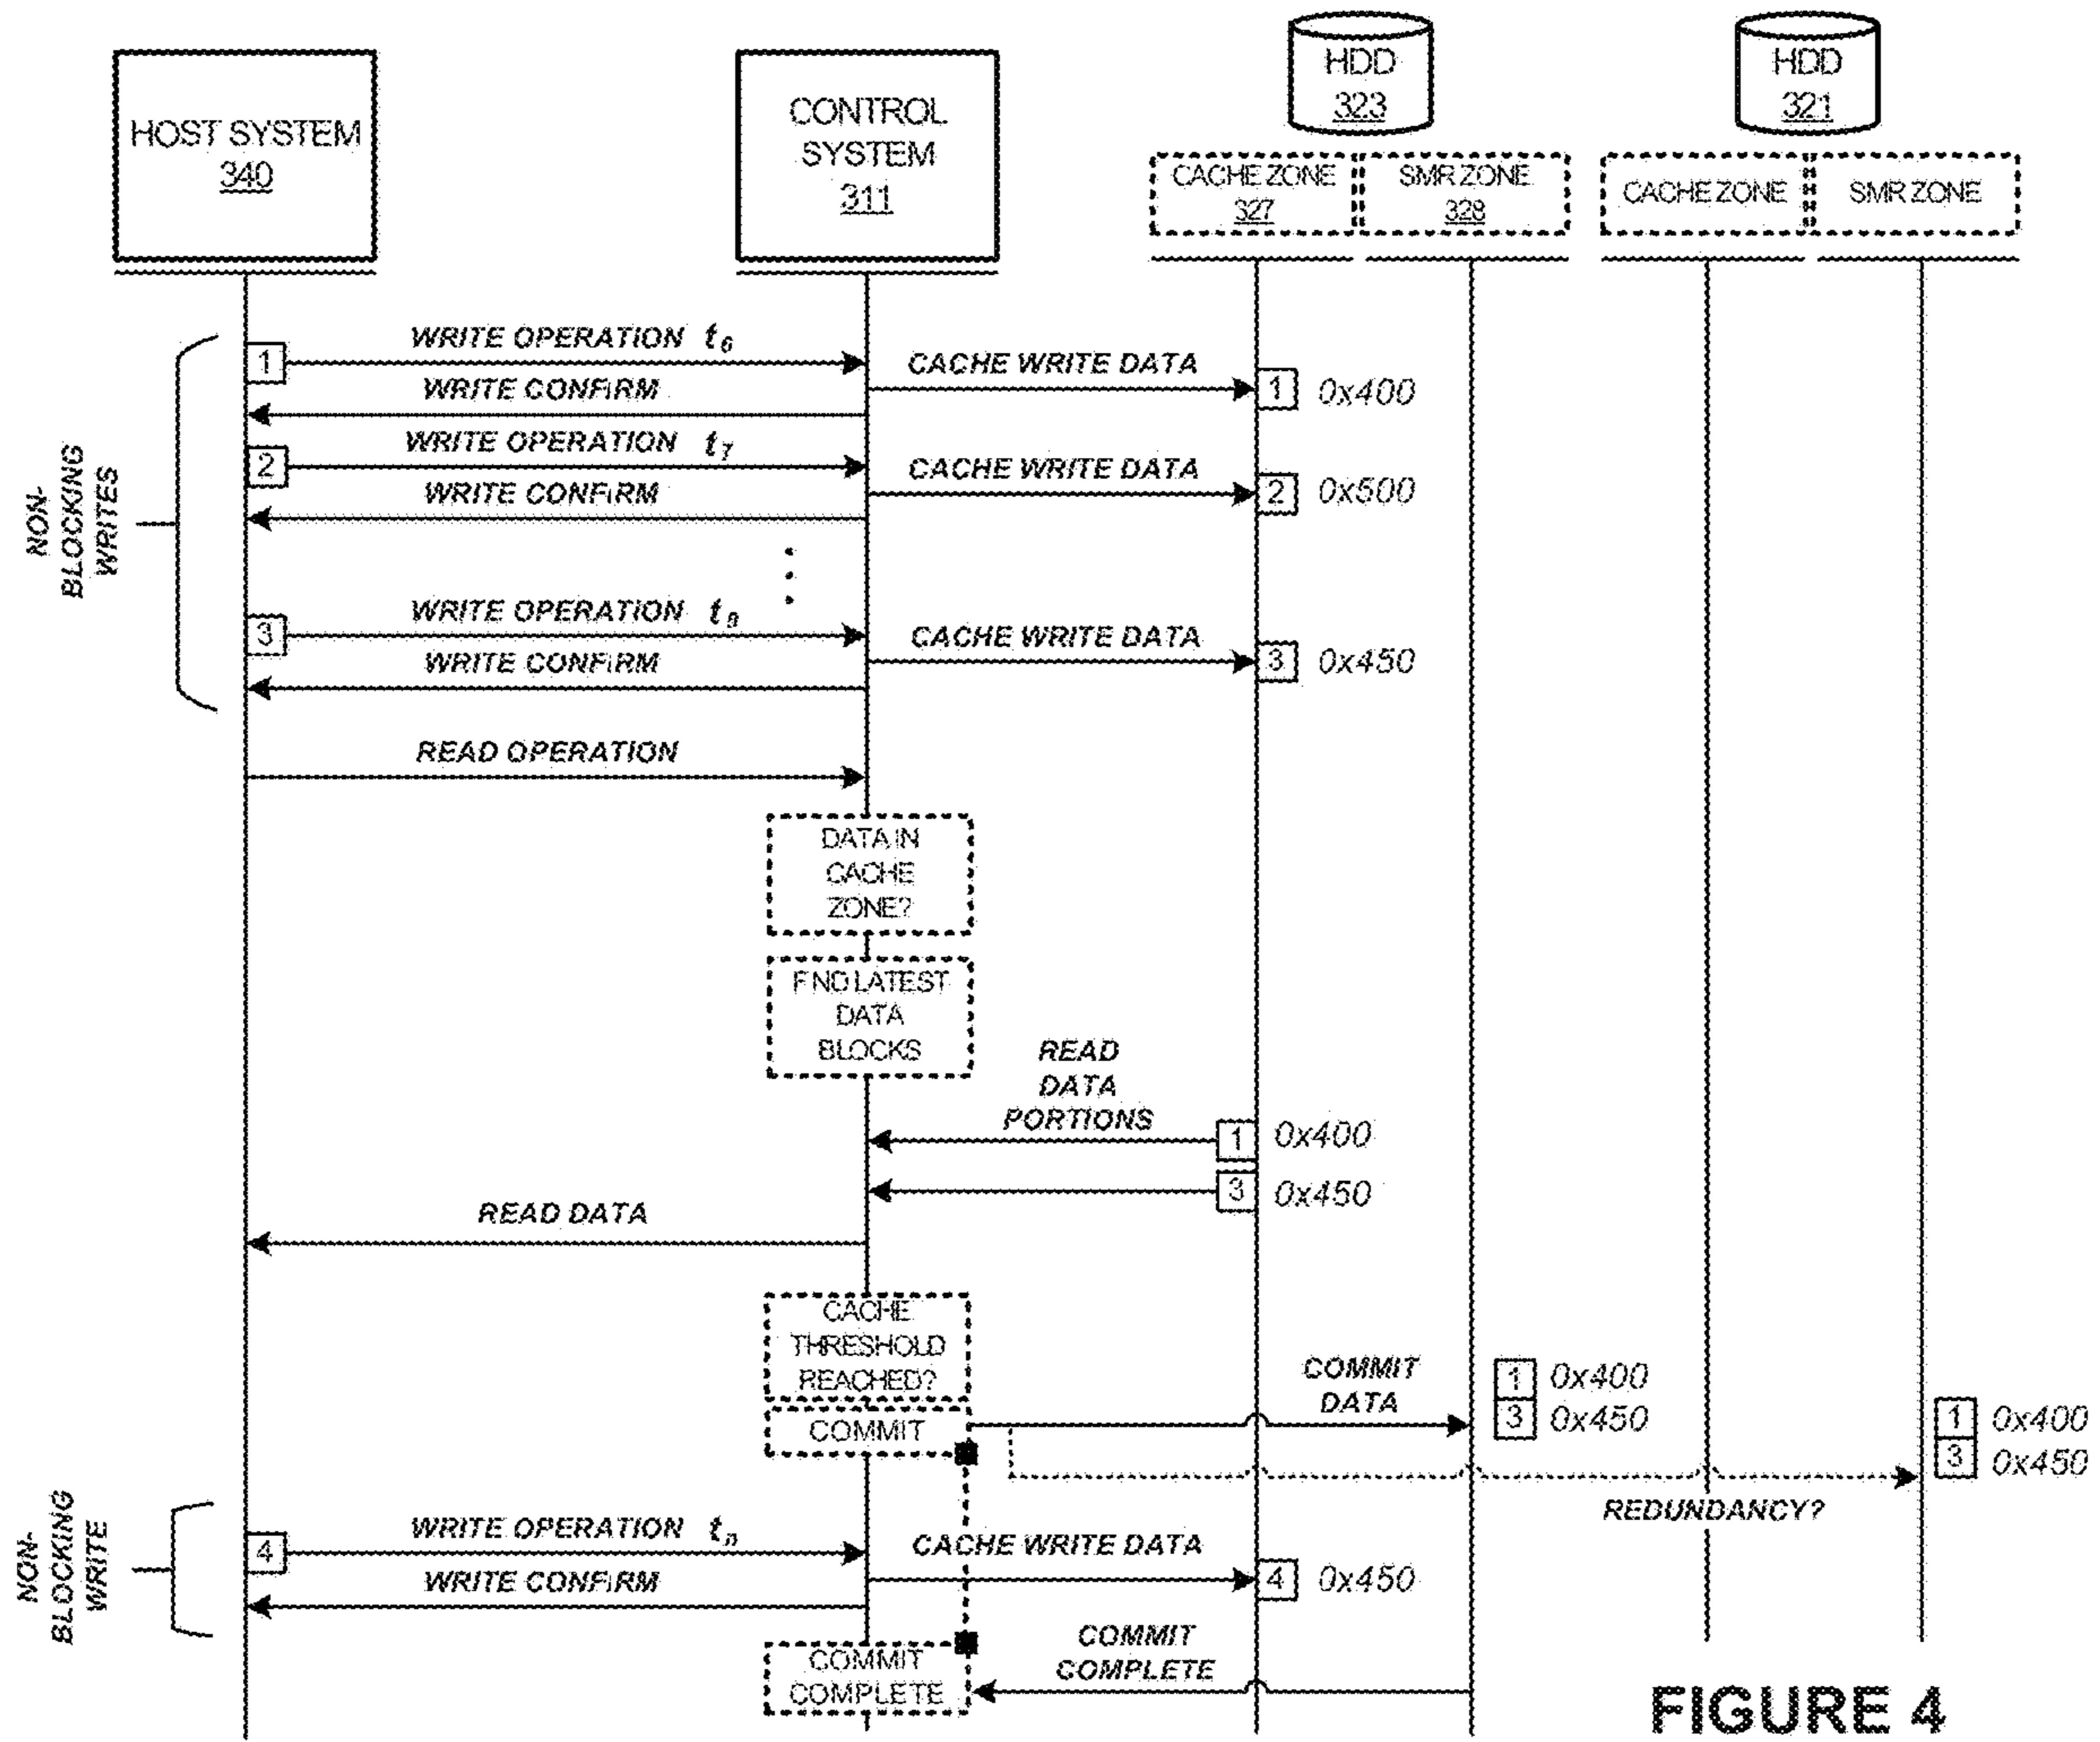 HOST SYSTEM
340
CONTROL
SYSTEM
311
HDD
323
CACHE ZONE
327
SMR ZONE
328
HDD
321
CACHE ZONE
SMR ZONE
NON-
BLOCKING
WRITES
1
WRITE OPERATION t6
CACHE WRITE DATA
1 0x400
WRITE CONFIRM
2
WRITE OPERATION t7
CACHE WRITE DATA
2 0x500
WRITE CONFIRM
3
WRITE OPERATION
CACHE WRITE DATA
3 0x450
WRITE CONFIRM
READ OPERATION
DATA IN
CACHE
ZONE?
FIND LATEST
DATA
BLOCKS
READ
DATA
PORTIONS
1 0x400
3 0x450
READ DATA
CACHE
THRESHOLD
REACHED?
COMMIT
COMMIT
DATA
1 0x400
3 0x450
1 0x400
3 0x450
REDUNDANCY?
NON-
BLOCKING
WRITE
4
WRITE OPERATION tn
CACHE WRITE DATA
4 0x450
WRITE CONFIRM
COMMIT
COMPLETE
COMMIT
COMPLETE
FIGURE 4